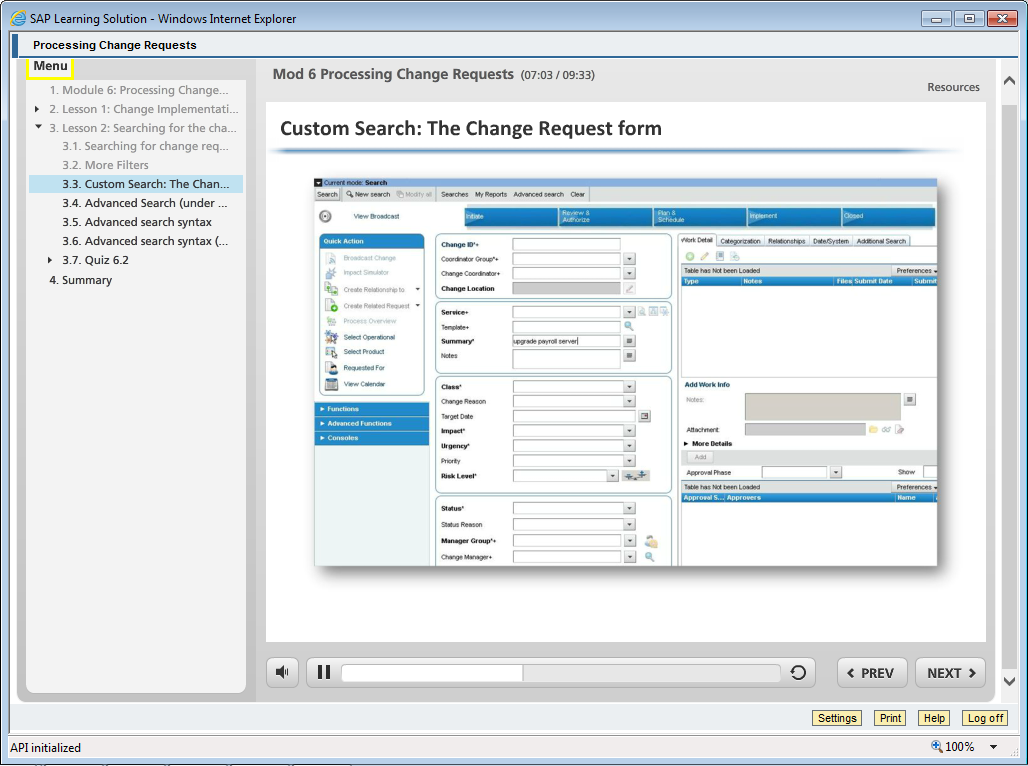 SAP Learning Solution - Windows Internet Explorer
Processing Change Requests
Menu
1. Module 6: Processing Change...
2. Lesson 1: Change Implementati...
3. Lesson 2: Searching for the cha...
3.1. Searching for change req...
3.2. More Filters
3.3. Custom Search: The Chan...
3.4. Advanced Search (under ...
3.5. Advanced search syntax
3.6. Advanced search syntax (...
3.7. Quiz 6.2
4. Summary
Mod 6 Processing Change Requests (07:03 / 09:33)
Resources
Custom Search: The Change Request form
Current mode: Search
Search New search Modify all Searches My Reports Advanced search Clear
View Broadcast
Initiate
Review & Authorize
Plan & Schedule
Implement
Closed
Quick Action
Broadcast Change
Impact Simulator
Create Relationship to
Create Related Request
Process Overview
Select Operational
Select Product
Requested For
View Calendar
Functions
Advanced Functions
Consoles
Change ID*+
Coordinator Group*+
Change Coordinator+
Change Location
Service+
Template+
Summary* upgrade payroll server
Notes
Class*
Change Reason
Target Date
Impact*
Urgency*
Priority
Risk Level*
Status*
Status Reason
Manager Group*+
Change Manager+
Work Detail Categorization Relationships Date/System Additional Search
Table has Not been Loaded Preferences
Type Notes Files Submit Date Submit
Add Work Info
Notes:
Attachment:
More Details
Add
Approval Phase Show
Table has Not been Loaded Preferences
Approval S... Approvers Name
PREV
NEXT
Settings Print Help Log off
API initialized
100%